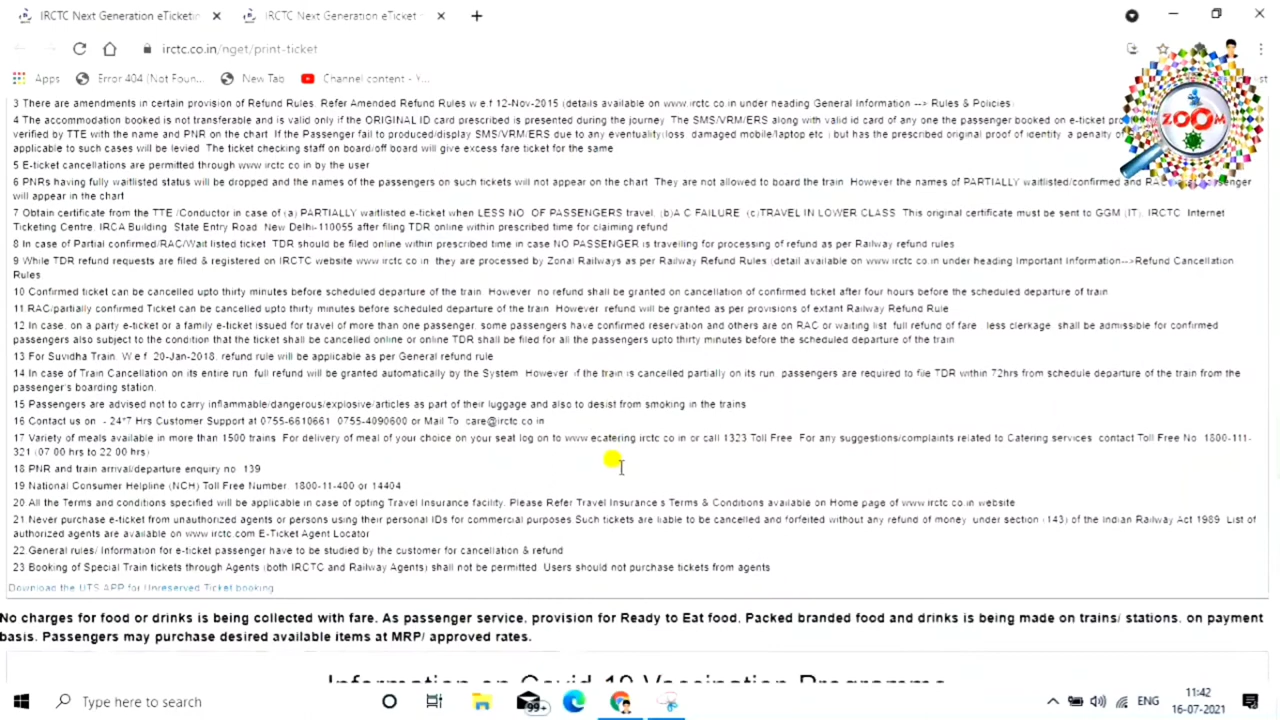 IRCTC Next Generation eTicketin
IRCTC Next Generation eTicket
irctc.co.in/nget/print-ticket
Apps Error 404 (Not Foun... New Tab Channel content - Y...
3 There are amendments in certain provision of Refund Rules. Refer Amended Refund Rules w e.f 12-Nov-2015 (details available on www.irctc co in under heading General Information --> Rules & Policies)
4 The accommodation booked is not transferable and is valid only if the ORIGINAL ID card prescribed is presented during the journey. The SMS/VRM/ERS along with valid id card of any one the passenger booked on e-ticket
verified by TTE with the name and PNR on the chart. If the Passenger fail to produced/display SMS/VRM/ERS due to any eventuality(loss, damaged mobile/laptop etc.) but has the prescribed original proof of identity, a penalty of
applicable to such cases will be levied. The ticket checking staff on board/off board will give excess fare ticket for the same
5 E-ticket cancellations are permitted through www irctc co in by the user
6 PNRs having fully waitlisted status will be dropped and the names of the passengers on such tickets will not appear on the chart. They are not allowed to board the train. However the names of PARTIALLY waitlisted/confirmed and
will appear in the chart
7 Obtain certificate from the TTE /Conductor in case of (a) PARTIALLY waitlisted e-ticket when LESS NO. OF PASSENGERS travel, (b)A C FAILURE, (c)TRAVEL IN LOWER CLASS. This original certificate must be sent to GGM (IT), IRCTC, Internet
Ticketing Centre, IRCA Building, State Entry Road, New Delhi-110055 after filing TDR online within prescribed time for claiming refund
8 In case of Partial confirmed/RAC/Wait listed ticket, TDR should be filed online within prescribed time in case NO PASSENGER is travelling for processing of refund as per Railway refund rules
9 While TDR refund requests are filed & registered on IRCTC website www irctc co in, they are processed by Zonal Railways as per Railway Refund Rules (detail available on www irctc co in under heading Important Information-->Refund Cancellation
Rules
10 Confirmed ticket can be cancelled upto thirty minutes before scheduled departure of the train. However, no refund shall be granted on cancellation of confirmed ticket after four hours before the scheduled departure of train
11 RAC/partially confirmed Ticket can be cancelled upto thirty minutes before scheduled departure of the train. However, refund will be granted as per provisions of extant Railway Refund Rule
12 In case, on a party e-ticket or a family e-ticket issued for travel of more than one passenger, some passengers have confirmed reservation and others are on RAC or waiting list, full refund of fare, less clerkage, shall be admissible for confirmed
passengers also subject to the condition that the ticket shall be cancelled online or online TDR shall be filed for all the passengers upto thirty minutes before the scheduled departure of the train.
13 For Suvidha Train, W e f. 20-Jan-2018, refund rule will be applicable as per General refund rule
14 In case of Train Cancellation on its entire run, full refund will be granted automatically by the System. However, if the train is cancelled partially on its run, passengers are required to file TDR within 72hrs from schedule departure of the train from the
passenger's boarding station.
15 Passengers are advised not to carry inflammable/dangerous/explosive/articles as part of their luggage and also to desist from smoking in the trains
16 Contact us on - 24*7 Hrs Customer Support at 0755-6610661, 0755-4090600 or Mail To care@irctc co in
17 Variety of meals available in more than 1500 trains. For delivery of meal of your choice on your seat log on to www ecatering irctc co in or call 1323 Toll Free. For any suggestions/complaints related to Catering services, contact Toll Free No. 1800-111-
321 (07 00 hrs to 22 00 hrs)
18 PNR and train arrival/departure enquiry no. 139
19 National Consumer Helpline (NCH) Toll Free Number: 1800-11-400 or 14404
20 All the Terms and conditions specified will be applicable in case of opting Travel Insurance facility. Please Refer Travel Insurance s Terms & Conditions available on Home page of www irctc co in website
21 Never purchase e-ticket from unauthorized agents or persons using their personal IDs for commercial purposes Such tickets are liable to be cancelled and forfeited without any refund of money, under section (143) of the Indian Railway Act 1989. List of
authorized agents are available on www irctc com E-Ticket Agent Locator
22 General rules/ Information for e-ticket passenger have to be studied by the customer for cancellation & refund
23 Booking of Special Train tickets through Agents (both IRCTC and Railway Agents) shall not be permitted. Users should not purchase tickets from agents
Download the UTS APP for Unreserved Ticket booking
No charges for food or drinks is being collected with fare. As passenger service, provision for Ready to Eat food, Packed branded food and drinks is being made on trains/ stations, on payment
basis. Passengers may purchase desired available items at MRP/ approved rates.
Information on Covid-19 Vaccination Programme
ZOOM
Type here to search
99+
ENG
11:42
16-07-2021